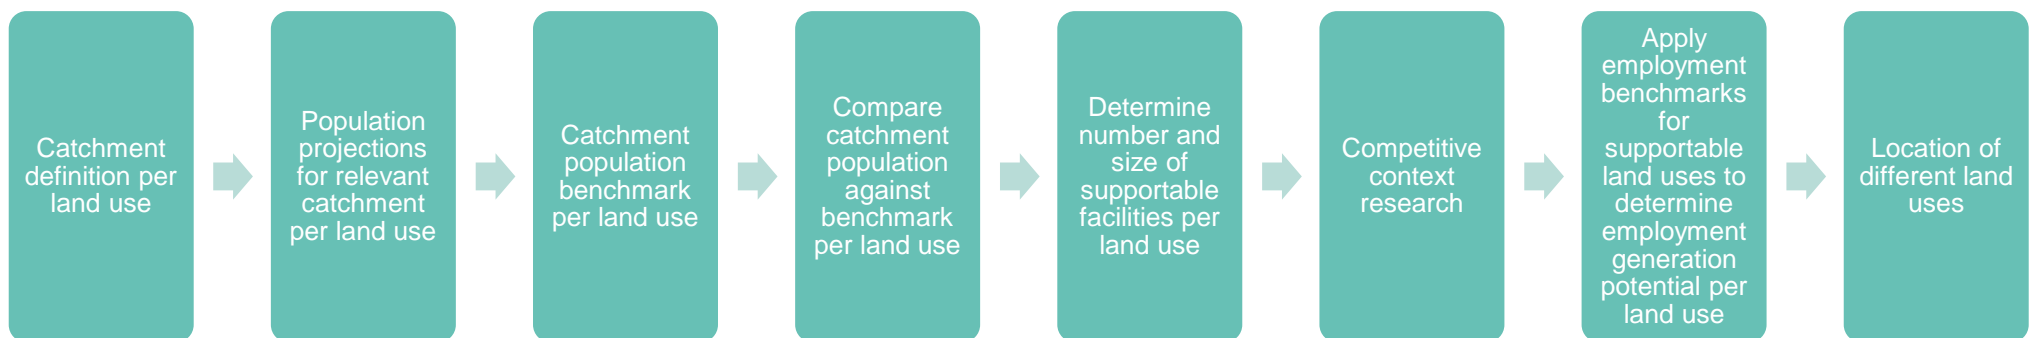 Catchment
definition per
land use
Population
projections
for relevant
catchment
per land use
Catchment
population
benchmark
per land use
Compare
catchment
population
against
benchmark
per land use
Determine
number and
size of
supportable
facilities per
land use
Competitive
context
research
Apply
employment
benchmarks
for
supportable
land uses to
determine
employment
generation
potential per
land use
Location of
different land
uses